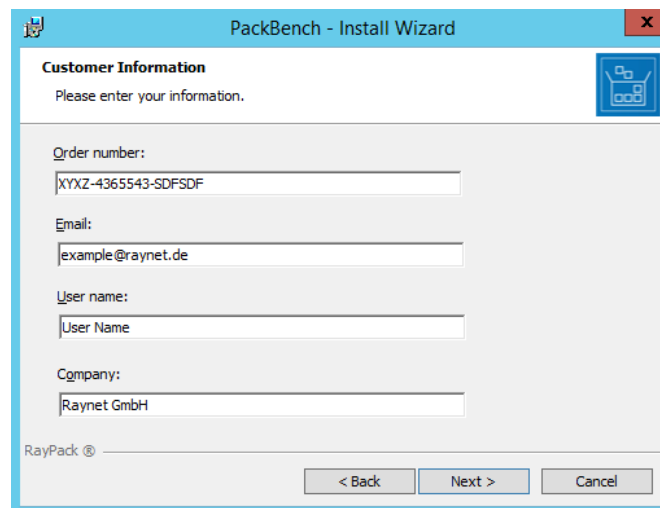 PackBench - Install Wizard
x
Customer Information
Please enter your information.
Order number:
XYXZ-4365543-SDFSDF
Email:
example@raynet.de
User name:
User Name
Company:
Raynet GmbH
RayPack ®
< Back Next > Cancel